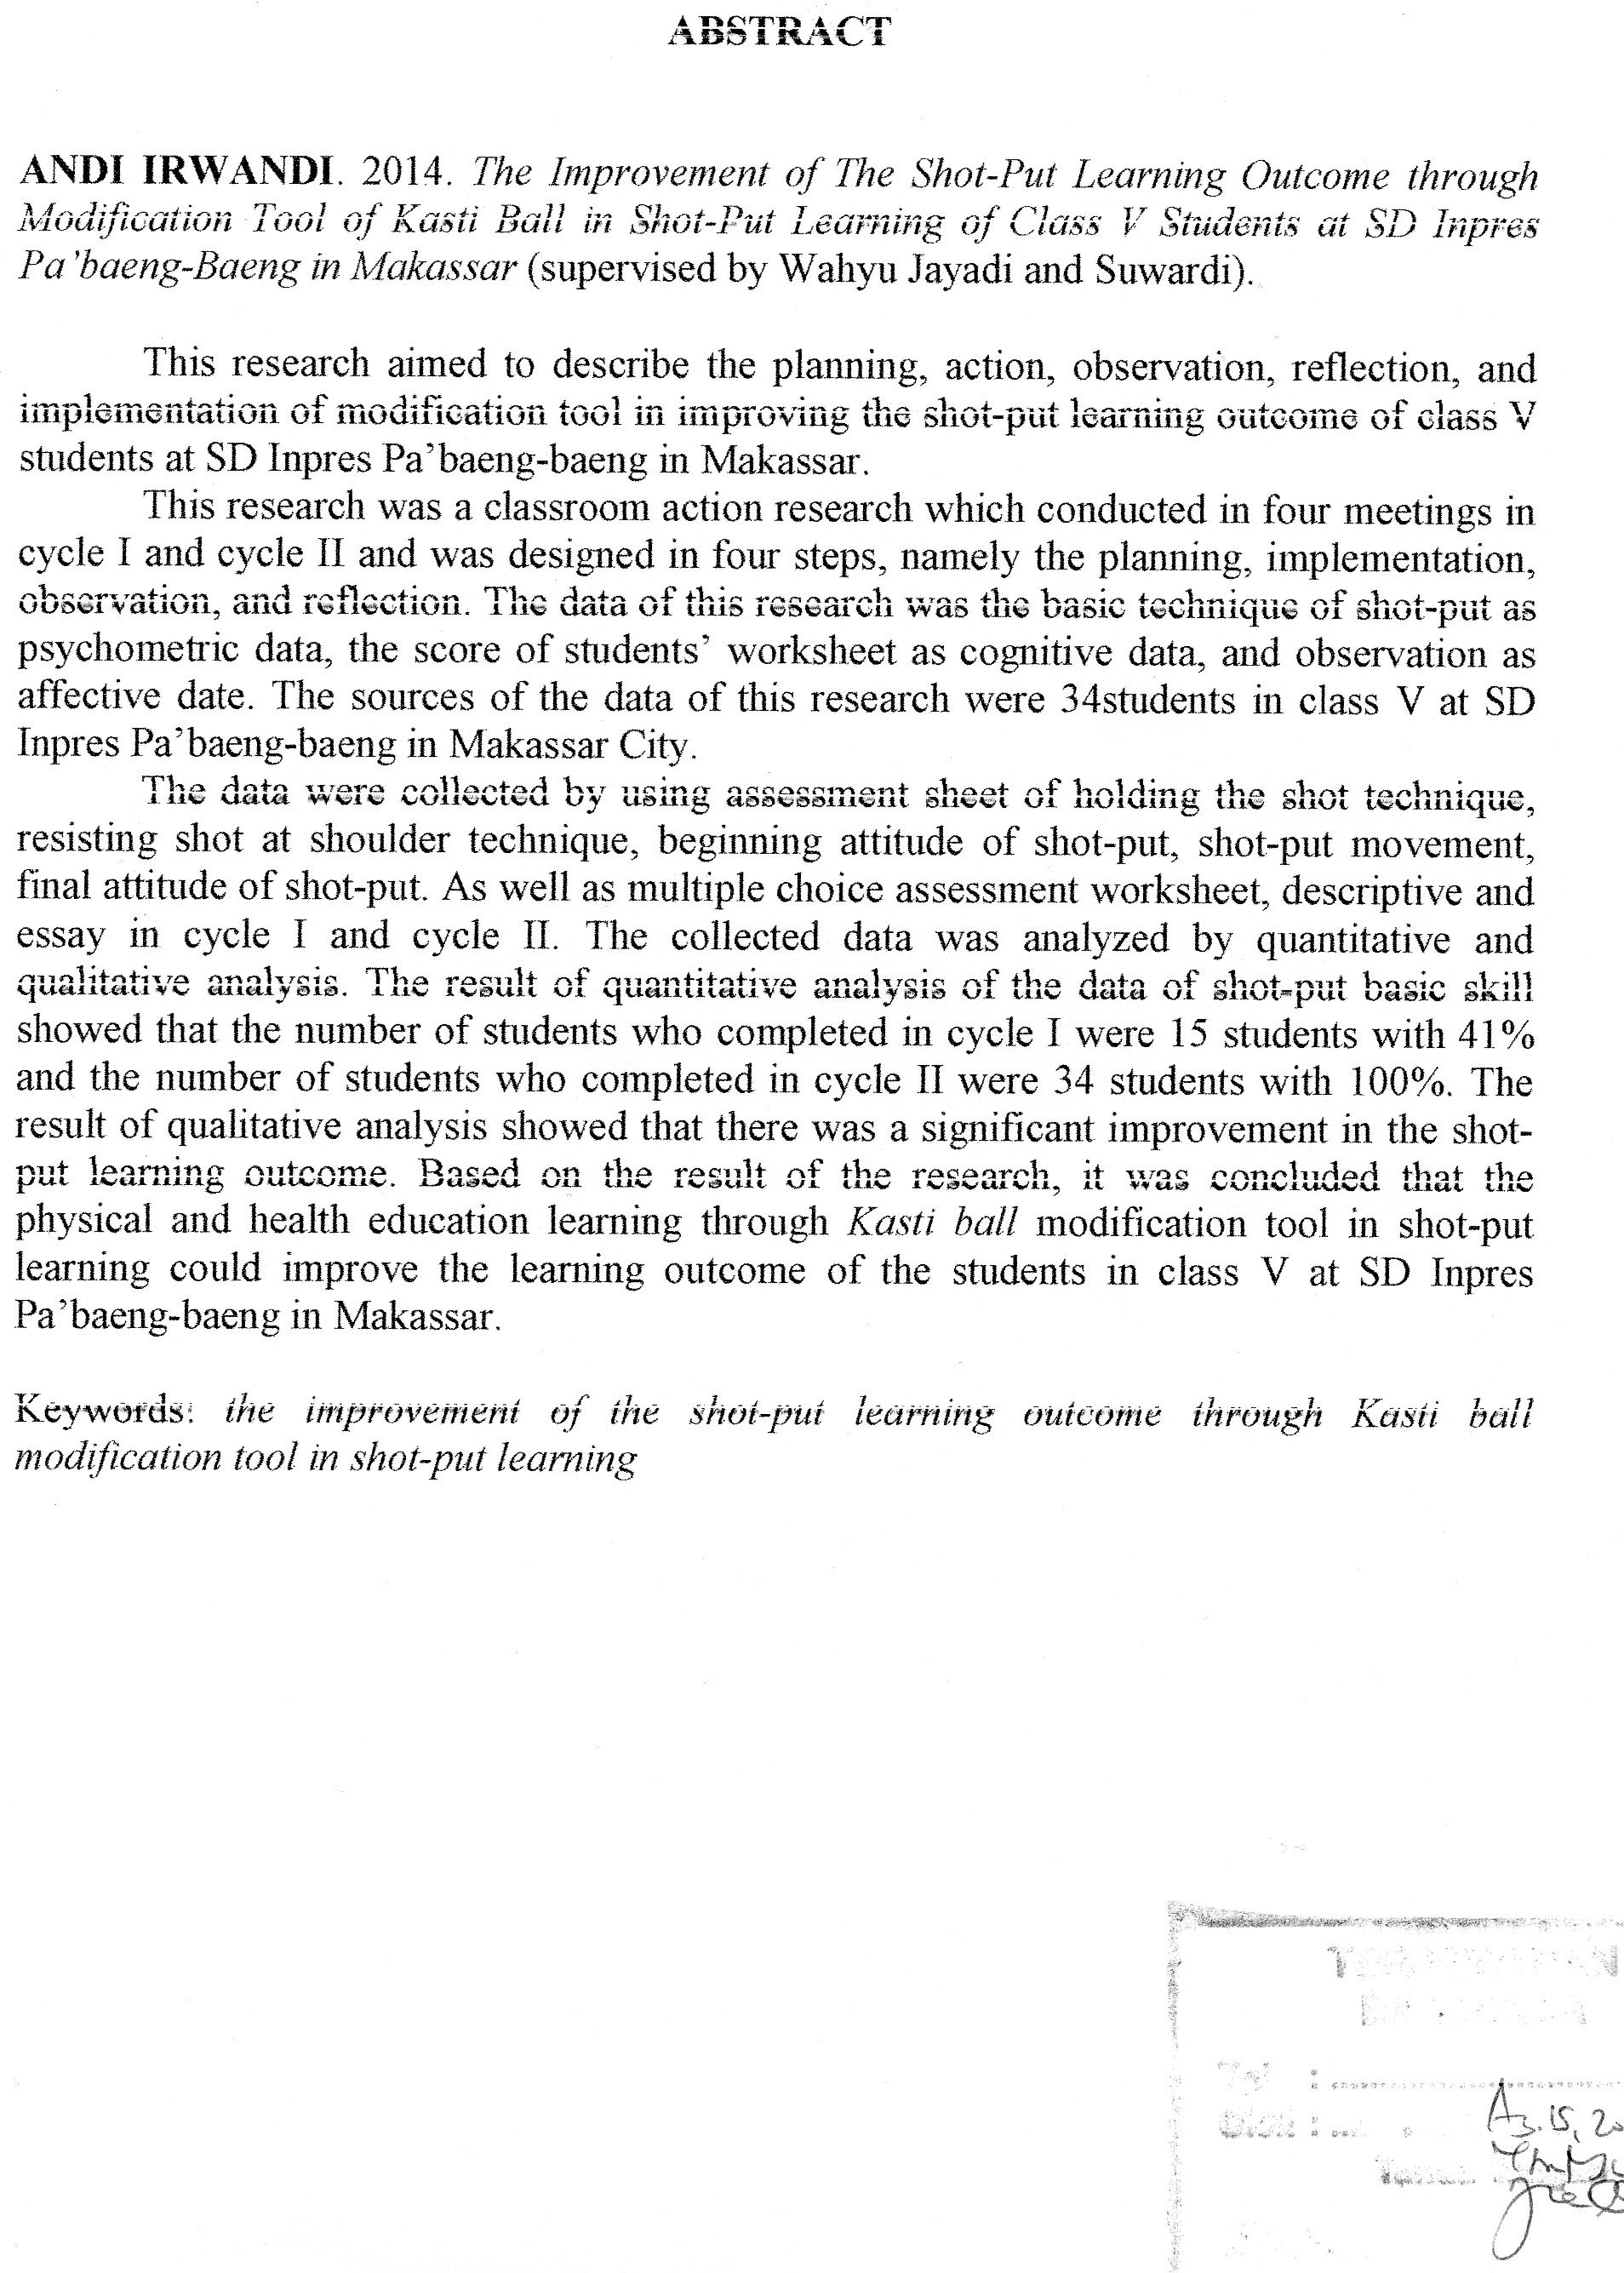 ABSTRACT
ANDI IRWANDI. 2014. The Improvement of The Shot-Put Learning Outcome through
Modification Tool of Kasti Ball in Shot-Put Learning of Class V Students at SD Inpres
Pa'baeng-Baeng in Makassar (supervised by Wahyu Jayadi and Suwardi).
This research aimed to describe the planning, action, observation, reflection, and
implementation of modification tool in improving the shot-put learning outcome of class V
students at SD Inpres Pa'baeng-baeng in Makassar.
This research was a classroom action research which conducted in four meetings in
cycle I and cycle II and was designed in four steps, namely the planning, implementation,
observation, and reflection. The data of this research was the basic technique of shot-put as
psychometric data, the score of students' worksheet as cognitive data, and observation as
affective date. The sources of the data of this research were 34students in class V at SD
Inpres Pa'baeng-baeng in Makassar City.
The data were collected by using assessment sheet of holding the shot technique,
resisting shot at shoulder technique, beginning attitude of shot-put, shot-put movement,
final attitude of shot-put. As well as multiple choice assessment worksheet, descriptive and
essay in cycle I and cycle II. The collected data was analyzed by quantitative and
qualitative analysis. The result of quantitative analysis of the data of shot-put basic skill
showed that the number of students who completed in cycle I were 15 students with 41%
and the number of students who completed in cycle II were 34 students with 100%. The
result of qualitative analysis showed that there was a significant improvement in the shot-
put learning outcome. Based on the result of the research, it was concluded that the
physical and health education learning through Kasti ball modification tool in shot-put
learning could improve the learning outcome of the students in class V at SD Inpres
Pa'baeng-baeng in Makassar.
Keywords: the improvement of the shot-put learning outcome through Kasti ball
modification tool in shot-put learning